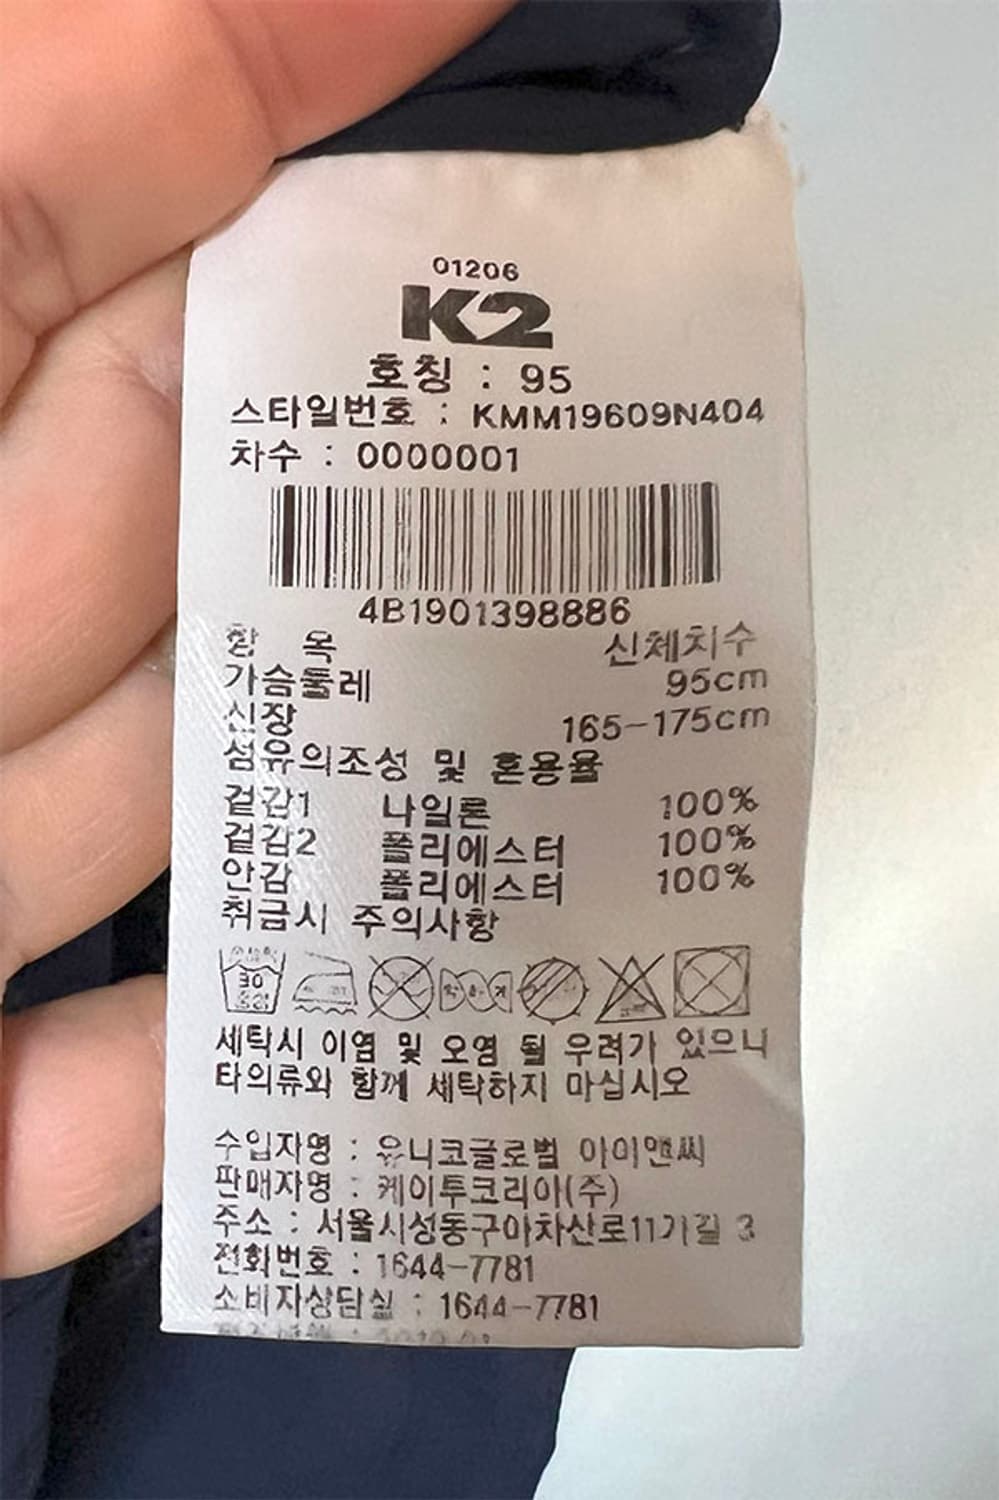 01206
K2
호칭 : 95
스타일번호 : KMM19609N404
차수 : 0000001
4B1901398886
항 목 신체치수
가슴둘레 95cm
신장 165-175cm
섬유의조성 및 혼용율
겉감1 나일론 100%
겉감2 폴리에스터 100%
안감 폴리에스터 100%
취급시 주의사항
30
세탁시 이염 및 오염 될 우려가 있으니
타의류와 함께 세탁하지 마십시오
수입자명 : 유니코글로벌 아이앤씨
판매자명 : 케이투코리아(주)
주소 : 서울시성동구아차산로11가길 3
전화번호 : 1644-7781
소비자상담실 : 1644-7781